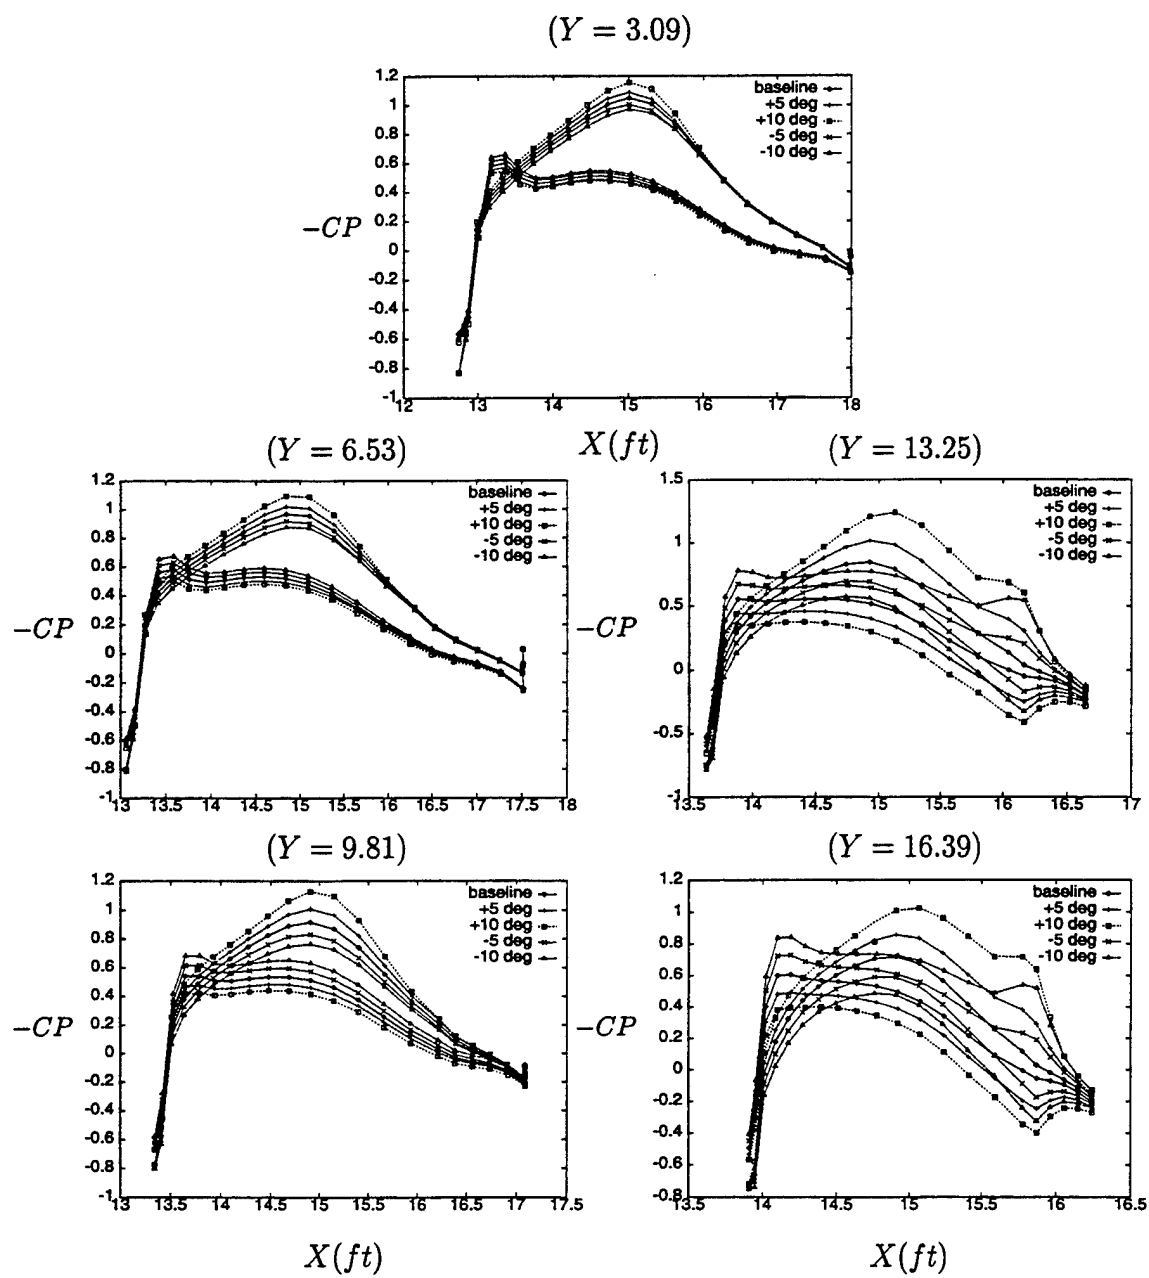 (Y = 3.09)
1.2
1
0.8
0.6
0.4
0.2
0
-0.2
-0.4
-0.6
-0.8
-1
-CP
baseline
+5 deg
+10 deg
-5 deg
-10 deg
12 13 14 15 16 17 18
X(ft)
(Y = 6.53)
1.2
1
0.8
0.6
0.4
0.2
0
-0.2
-0.4
-0.6
-0.8
-1
-CP
baseline
+5 deg
+10 deg
-5 deg
-10 deg
13 13.5 14 14.5 15 15.5 16 16.5 17 17.5 18
(Y = 13.25)
1.5
1
0.5
0
-0.5
-1
-CP
baseline
+5 deg
+10 deg
-5 deg
-10 deg
13.5 14 14.5 15 15.5 16 16.5 17
(Y = 9.81)
1.2
1
0.8
0.6
0.4
0.2
0
-0.2
-0.4
-0.6
-0.8
-1
-CP
baseline
+5 deg
+10 deg
-5 deg
-10 deg
13 13.5 14 14.5 15 15.5 16 16.5 17 17.5
X(ft)
(Y = 16.39)
1.2
1
0.8
0.6
0.4
0.2
0
-0.2
-0.4
-0.6
-0.8
-CP
baseline
+5 deg
+10 deg
-5 deg
-10 deg
13.5 14 14.5 15 15.5 16 16.5
X(ft)